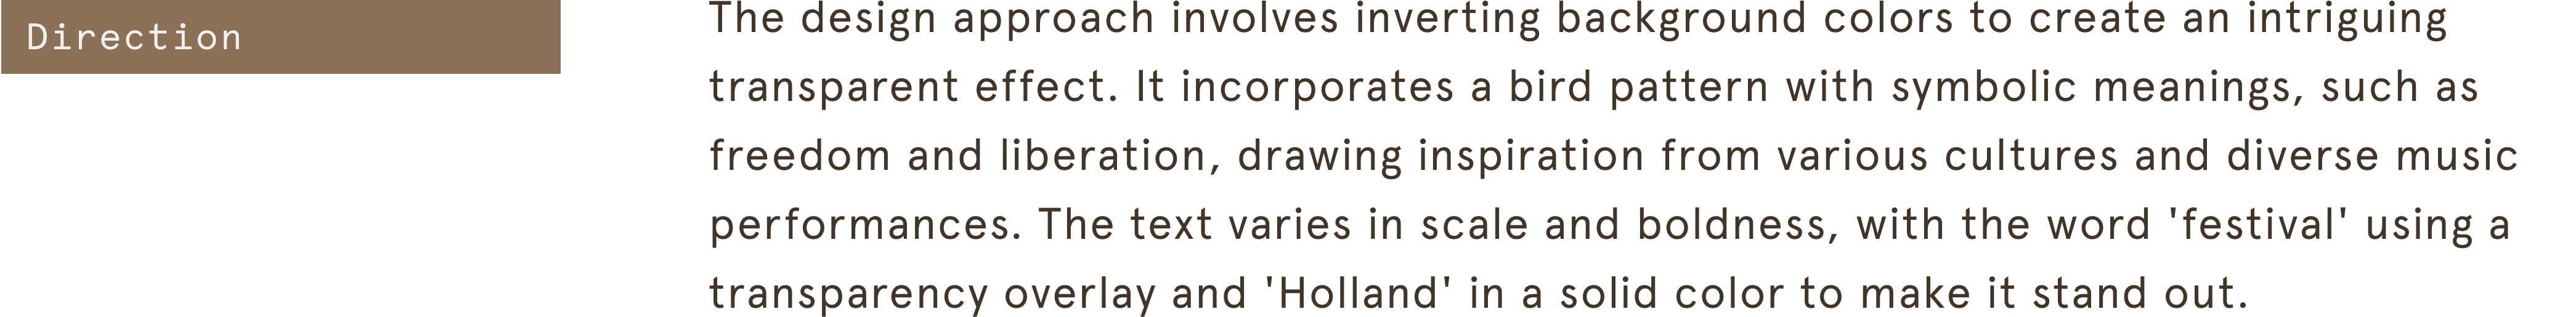 Direction
The design approach involves inverting background colors to create an intriguing
transparent effect. It incorporates a bird pattern with symbolic meanings, such as
freedom and liberation, drawing inspiration from various cultures and diverse music
performances. The text varies in scale and boldness, with the word 'festival' using a
transparency overlay and 'Holland' in a solid color to make it stand out.